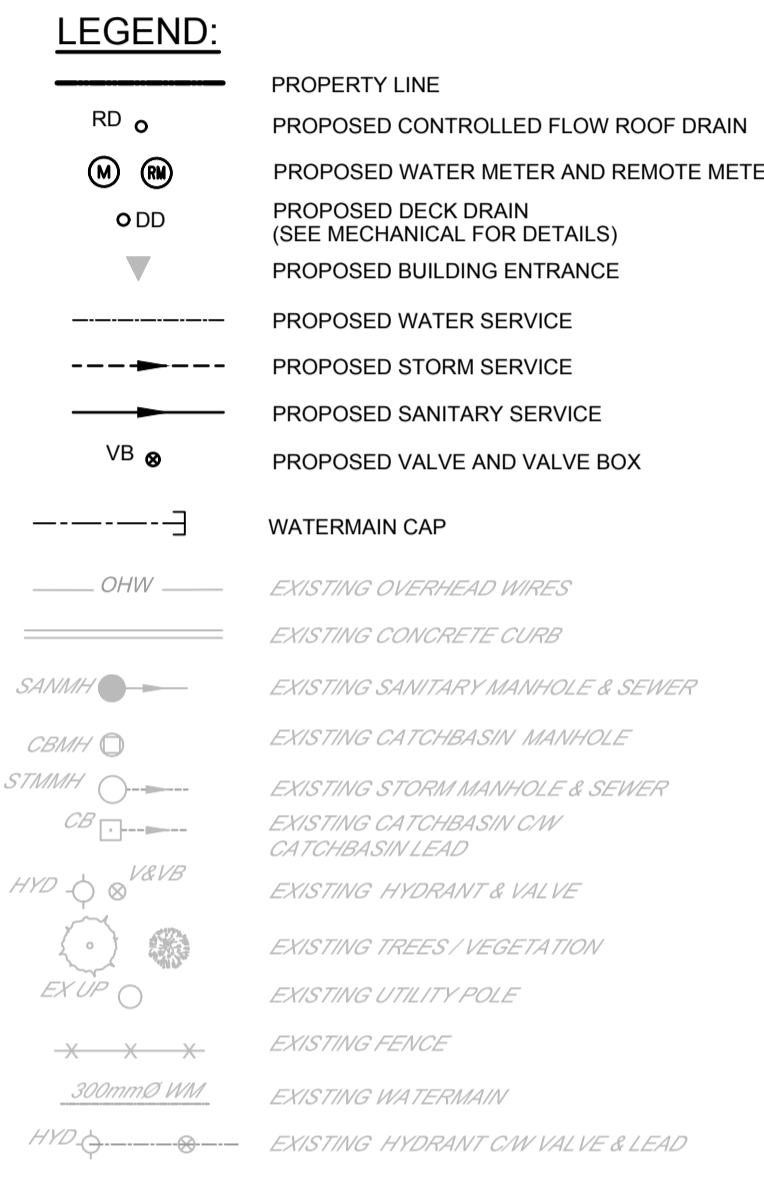 LEGEND:
PROPERTY LINE
RD PROPOSED CONTROLLED FLOW ROOF DRAIN
M RM PROPOSED WATER METER AND REMOTE METE
DD PROPOSED DECK DRAIN
(SEE MECHANICAL FOR DETAILS)
PROPOSED BUILDING ENTRANCE
PROPOSED WATER SERVICE
PROPOSED STORM SERVICE
PROPOSED SANITARY SERVICE
VB PROPOSED VALVE AND VALVE BOX
WATERMAIN CAP
OHW EXISTING OVERHEAD WIRES
EXISTING CONCRETE CURB
SANMH EXISTING SANITARY MANHOLE & SEWER
CBMH EXISTING CATCHBASIN MANHOLE
STMMH EXISTING STORM MANHOLE & SEWER
CB EXISTING CATCHBASIN C/W
CATCHBASIN LEAD
HYD V&VB EXISTING HYDRANT & VALVE
EXISTING TREES / VEGETATION
EX UP EXISTING UTILITY POLE
EXISTING FENCE
300mmØ WM EXISTING WATERMAIN
HYD EXISTING HYDRANT C/W VALVE & LEAD